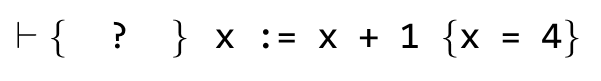 ⊢ {  ?  } x := x + 1 {x = 4}